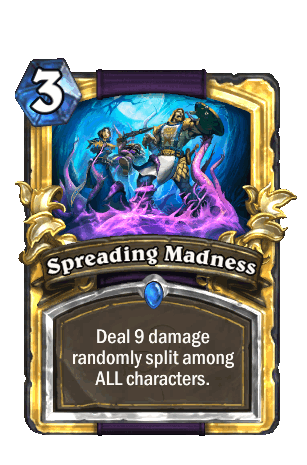 3
Spreading Madness
Deal 9 damage
randomly split among
ALL characters.